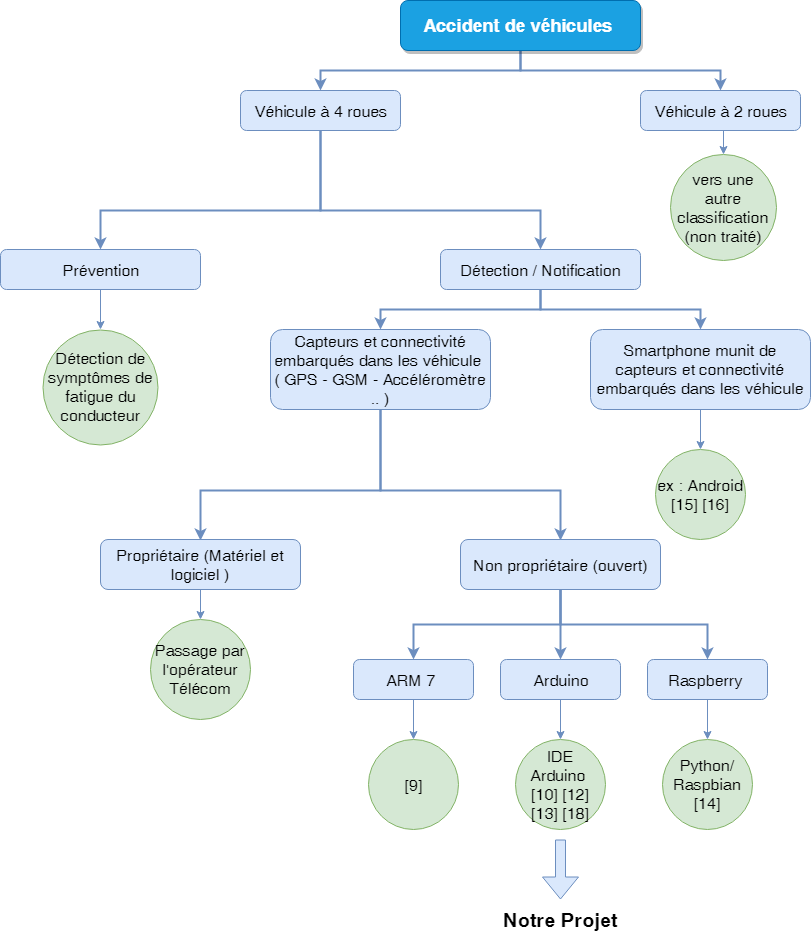 Accident de véhicules
Véhicule à 4 roues
Véhicule à 2 roues
vers une
autre
classification
(non traité)
Prévention
Détection / Notification
Détection de
symptômes de
fatigue du
conducteur
Capteurs et connectivité
embarqués dans les véhicule
( GPS - GSM - Accéléromètre
.. )
Smartphone munit de
capteurs et connectivité
embarqués dans les véhicule
ex : Android
[15] [16]
Propriétaire (Matériel et
logiciel )
Non propriétaire (ouvert)
Passage par
l'opérateur
Télécom
ARM 7
Arduino
Raspberry
[9]
IDE
Arduino
[10] [12]
[13] [18]
Python/
Raspbian
[14]
Notre Projet